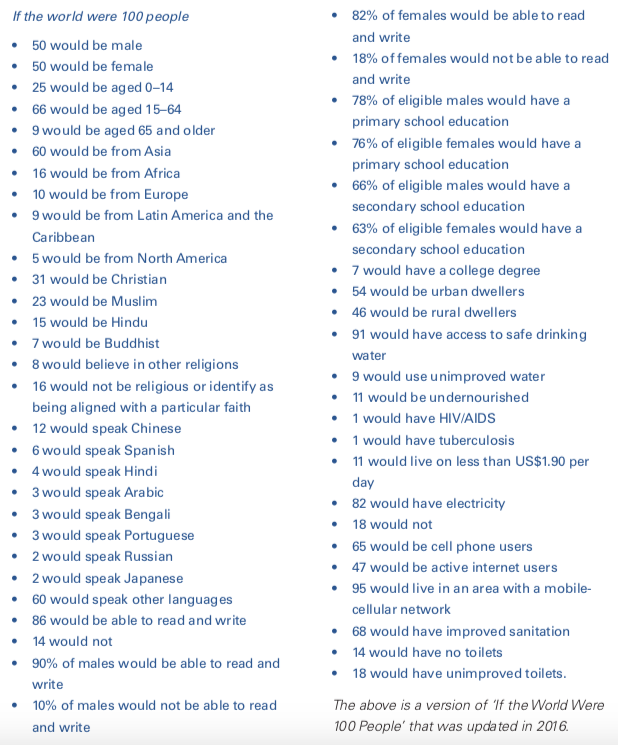 If the world were 100 people
• 50 would be male
• 50 would be female
• 25 would be aged 0–14
• 66 would be aged 15–64
• 9 would be aged 65 and older
• 60 would be from Asia
• 16 would be from Africa
• 10 would be from Europe
• 9 would be from Latin America and the
Caribbean
• 5 would be from North America
• 31 would be Christian
• 23 would be Muslim
• 15 would be Hindu
• 7 would be Buddhist
• 8 would believe in other religions
• 16 would not be religious or identify as
being aligned with a particular faith
• 12 would speak Chinese
• 6 would speak Spanish
• 4 would speak Hindi
• 3 would speak Arabic
• 3 would speak Bengali
• 3 would speak Portuguese
• 2 would speak Russian
• 2 would speak Japanese
• 60 would speak other languages
• 86 would be able to read and write
• 14 would not
• 90% of males would be able to read and
write
• 10% of males would not be able to read
and write
• 82% of females would be able to read
and write
• 18% of females would not be able to read
and write
• 78% of eligible males would have a
primary school education
• 76% of eligible females would have a
primary school education
• 66% of eligible males would have a
secondary school education
• 63% of eligible females would have a
secondary school education
• 7 would have a college degree
• 54 would be urban dwellers
• 46 would be rural dwellers
• 91 would have access to safe drinking
water
• 9 would use unimproved water
• 11 would be undernourished
• 1 would have HIV/AIDS
• 1 would have tuberculosis
• 11 would live on less than US$1.90 per
day
• 82 would have electricity
• 18 would not
• 65 would be cell phone users
• 47 would be active internet users
• 95 would live in an area with a mobile-
cellular network
• 68 would have improved sanitation
• 14 would have no toilets
• 18 would have unimproved toilets.
The above is a version of ‘If the World Were
100 People’ that was updated in 2016.